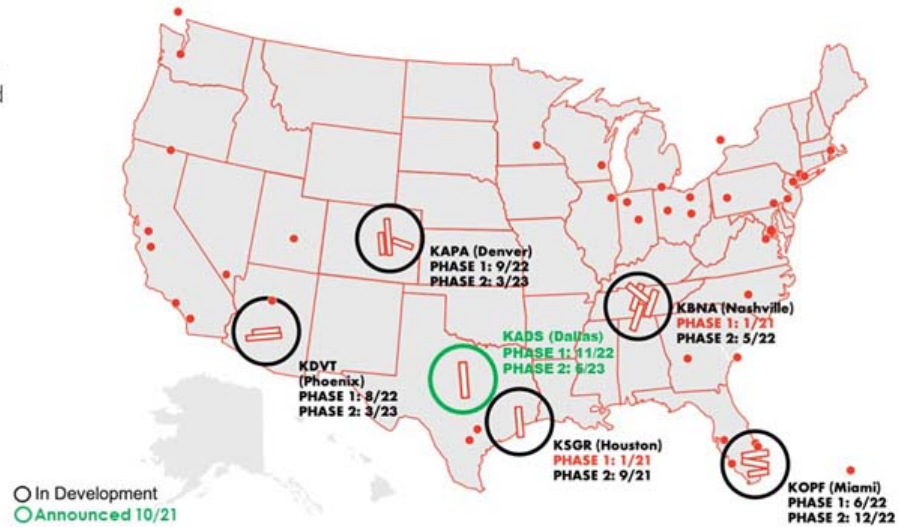 KAPA (Denver)
PHASE 1: 9/22
PHASE 2: 3/23
KBNA (Nashville)
PHASE 1: 1/21
PHASE 2: 5/22
KADS (Dallas)
PHASE 1: 11/22
PHASE 2: 6/23
KDVT
(Phoenix)
PHASE 1: 8/22
PHASE 2: 3/23
KSGR (Houston)
PHASE 1: 1/21
PHASE 2: 9/21
KOPF (Miami)
PHASE 1: 6/22
PHASE 2: 12/22
In Development
Announced 10/21